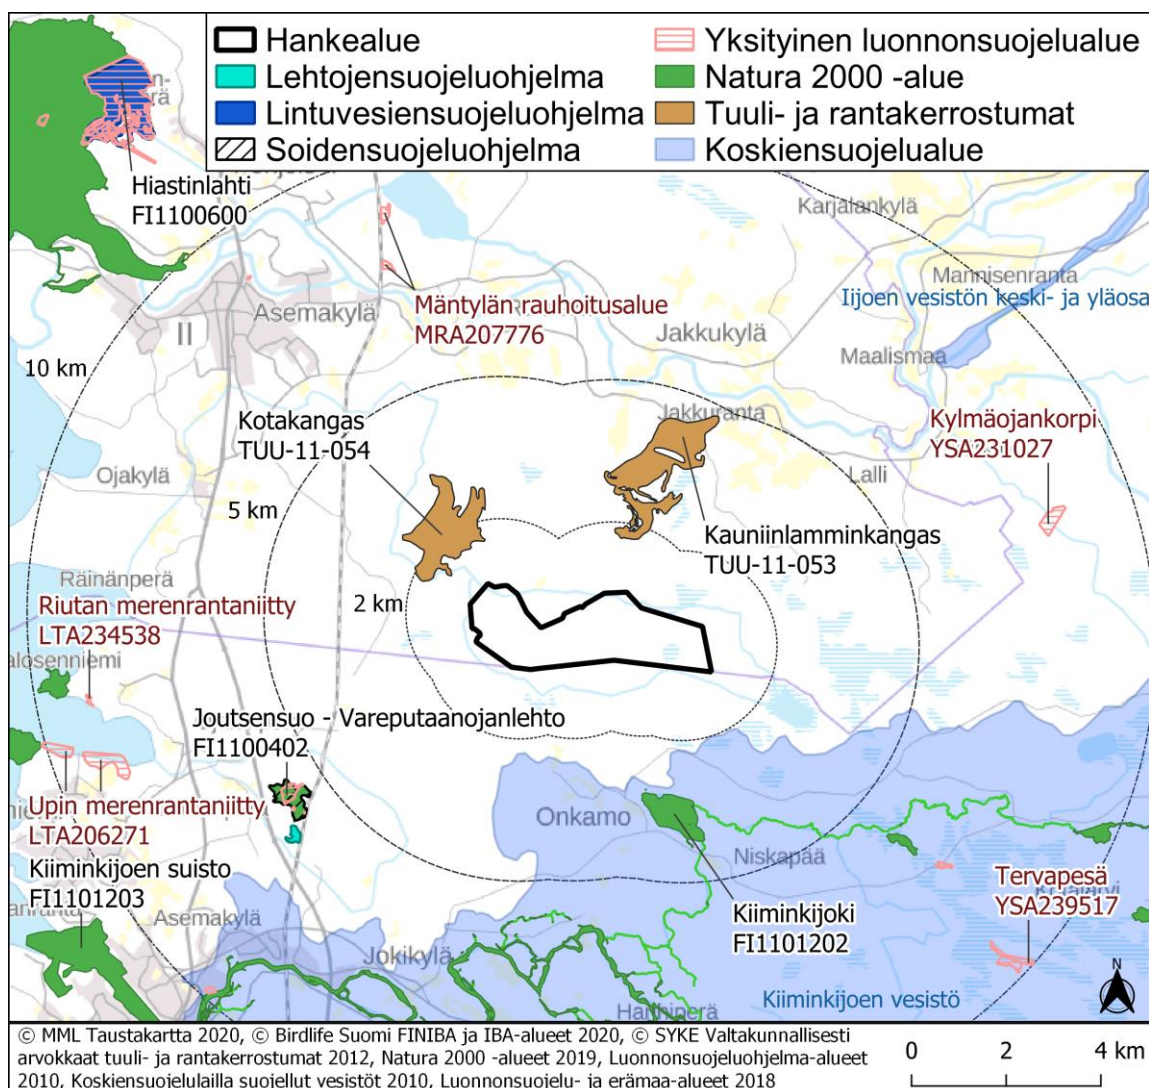 Hankealue
Lehtojensuojeluohjelma
Lintuvesiensuojeluohjelma
Soidensuojeluohjelma
Yksityinen luonnonsuojelualue
Natura 2000 -alue
Tuuli- ja rantakerrostumat
Koskiensuojelualue
Hiastinlahti
FI1100600
Karjalankylä
Mannisenranta
Iijoen vesistön keski- ja yläosa
Asemakylä
II
Mäntylän rauhoitusalue
MRA207776
Jakkukylä
Maalismaa
10 km
Kotakangas
TUU-11-054
Jakkuranta
Kylmäojankorpi
YSA231027
Ojakylä
Lalli
5 km
Kauniinlamminkangas
TUU-11-053
Räinänperä
2 km
Riutan merenrantaniitty
LTA234538
alosenniemi
Joutsensuo - Vareputaanojanlehto
FI1100402
Upin merenrantaniitty
LTA206271
Onkamo
Niskapää
Kiiminkijoen suisto
FI1101203
Tervapesä
YSA239517
Asemakylä
Kiiminkijoki
FI1101202
Jokikylä
Kiiminkijoen vesistö
N
© MML Taustakartta 2020, © Birdlife Suomi FINIBA ja IBA-alueet 2020, © SYKE Valtakunnallisesti
arvokkaat tuuli- ja rantakerrostumat 2012, Natura 2000 -alueet 2019, Luonnonsuojeluohjelma-alueet
2010, Koskiensuojelulailla suojellut vesistöt 2010, Luonnonsuojelu- ja erämaa-alueet 2018
0 2 4 km